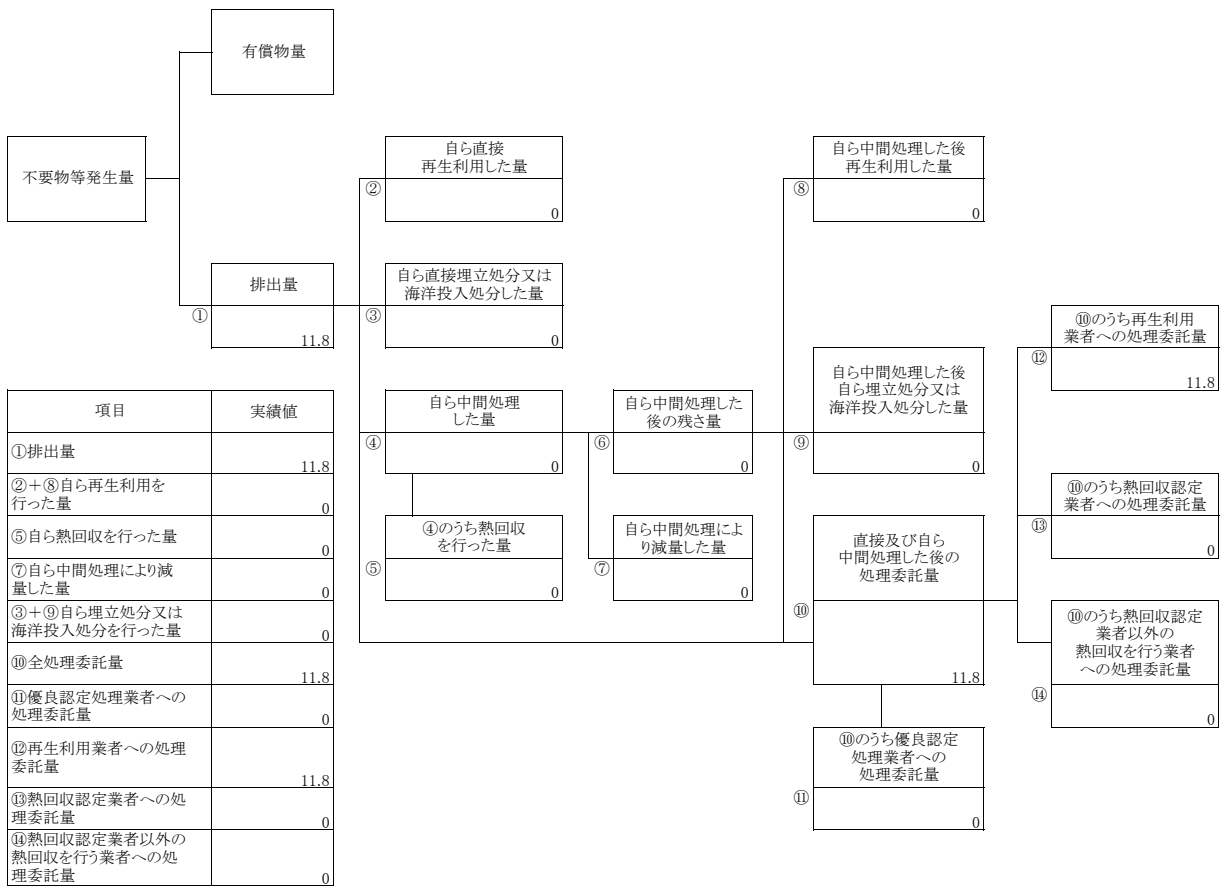 有償物量
不要物等発生量
自ら直接
再生利用した量
②
0
自ら中間処理した後
再生利用した量
⑧
0
排出量
①
11.8
自ら直接埋立処分又は
海洋投入処分した量
③
0
⑩のうち再生利用
業者への処理委託量
⑫
11.8
自ら中間処理
した量
④
0
自ら中間処理した
後の残さ量
⑥
0
自ら中間処理した後
自ら埋立処分又は
海洋投入処分した量
⑨
0
⑩のうち熱回収認定
業者への処理委託量
⑬
0
④のうち熱回収
を行った量
⑤
0
自ら中間処理によ
り減量した量
⑦
0
直接及び自ら
中間処理した後の
処理委託量
⑩
11.8
⑩のうち熱回収認定
業者以外の
熱回収を行う業者
への処理委託量
⑭
0
⑩のうち優良認定
処理業者への
処理委託量
⑪
0
項目 実績値
①排出量
11.8
②＋⑧自ら再生利用を
行った量
0
⑤自ら熱回収を行った量
0
⑦自ら中間処理により減
量した量
0
③＋⑨自ら埋立処分又は
海洋投入処分を行った量
0
⑩全処理委託量
11.8
⑪優良認定処理業者への
処理委託量
0
⑫再生利用業者への処理
委託量
11.8
⑬熱回収認定業者への処
理委託量
0
⑭熱回収認定業者以外の
熱回収を行う業者への処
理委託量
0